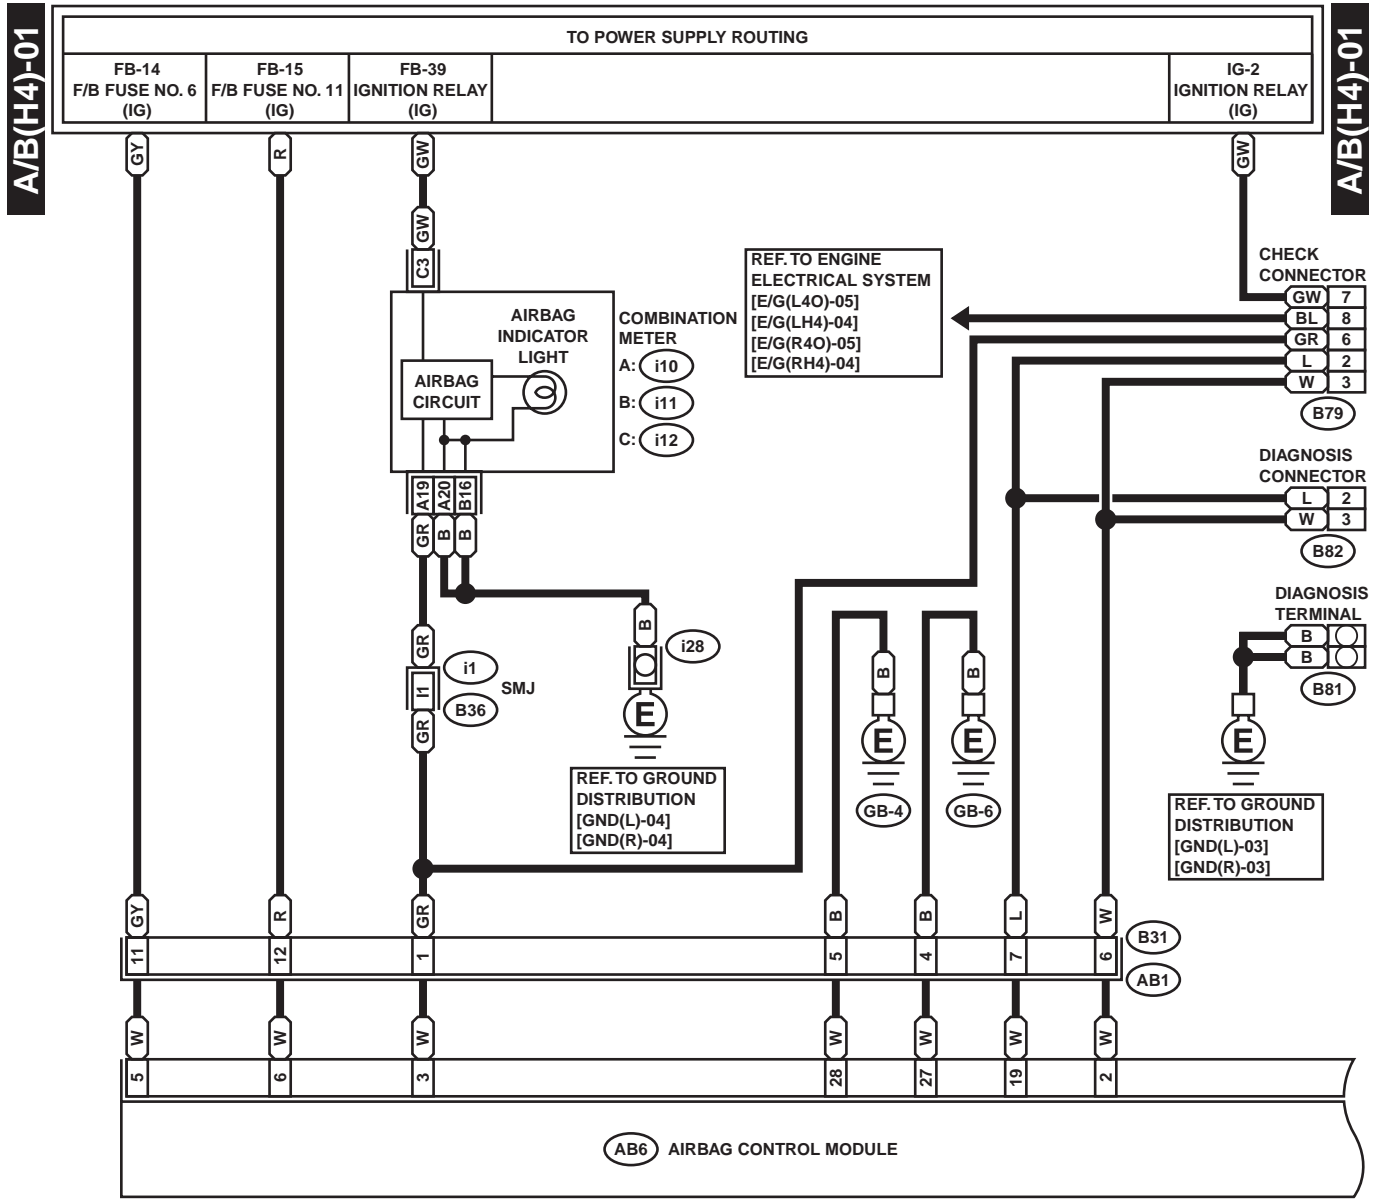 A/B(H4)-01
A/B(H4)-01
TO POWER SUPPLY ROUTING
FB-14
F/B FUSE NO. 6
(IG)
FB-15
F/B FUSE NO. 11
(IG)
FB-39
IGNITION RELAY
(IG)
IG-2
IGNITION RELAY
(IG)
GY
R
GW
GW
GW
C3
AIRBAG
INDICATOR
LIGHT
AIRBAG
CIRCUIT
COMBINATION
METER
A: i10
B: i11
C: i12
REF. TO ENGINE
ELECTRICAL SYSTEM
[E/G(L4O)-05]
[E/G(LH4)-04]
[E/G(R4O)-05]
[E/G(RH4)-04]
CHECK
CONNECTOR
GW 7
BL 8
GR 6
L 2
W 3
B79
DIAGNOSIS
CONNECTOR
L 2
W 3
B82
DIAGNOSIS
TERMINAL
B
B
B81
E
REF. TO GROUND
DISTRIBUTION
[GND(L)-03]
[GND(R)-03]
A19 A20 B16
GR B B
GR
i1
I1
SMJ
B36
GR
B
i28
E
REF. TO GROUND
DISTRIBUTION
[GND(L)-04]
[GND(R)-04]
B
E
GB-4
B
E
GB-6
GY R GR B B L W
11 12 1 5 4 7 6
B31
AB1
W W W W W W W
5 6 3 28 27 19 2
AB6 AIRBAG CONTROL MODULE